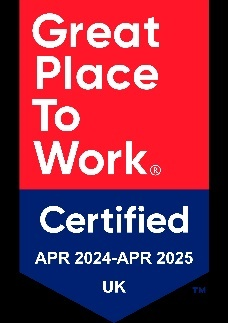 Great
Place
To
Work®
Certified
APR 2024-APR 2025
UK
™